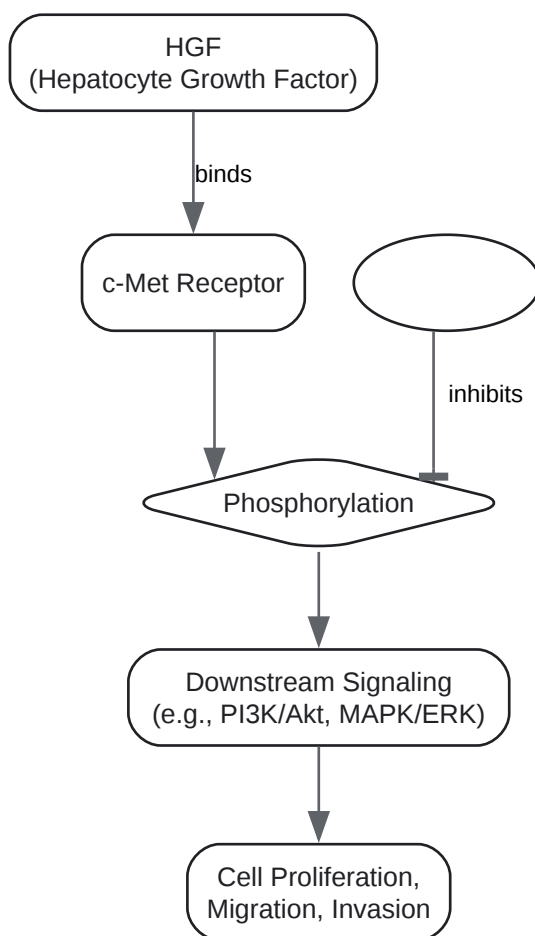 HGF
(Hepatocyte Growth Factor)
binds
c-Met Receptor
inhibits
Phosphorylation
Downstream Signaling
(e.g., PI3K/Akt, MAPK/ERK)
Cell Proliferation,
Migration, Invasion